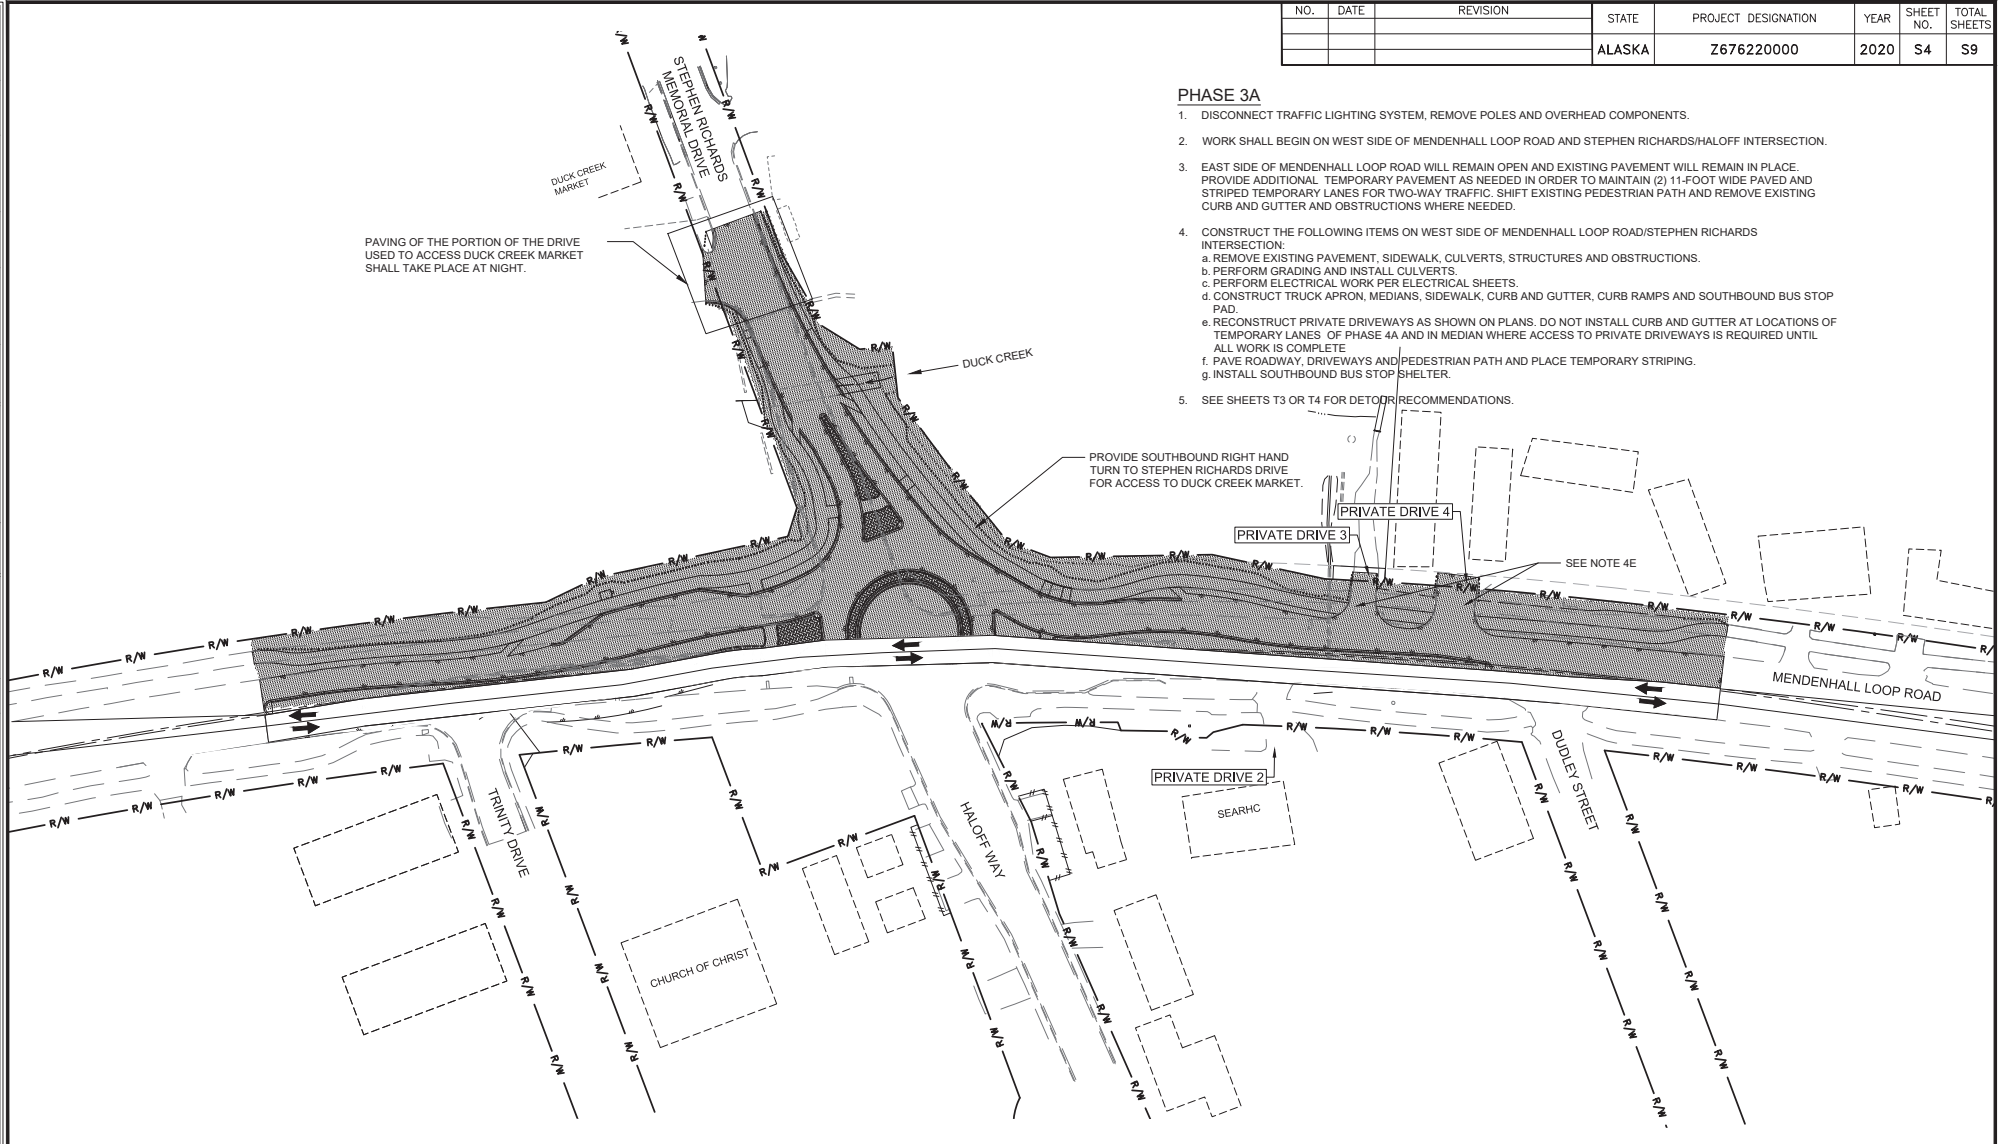 NO. DATE REVISION STATE PROJECT DESIGNATION YEAR SHEET NO. TOTAL SHEETS
ALASKA Z676220000 2020 S4 S9
PHASE 3A
1. DISCONNECT TRAFFIC LIGHTING SYSTEM, REMOVE POLES AND OVERHEAD COMPONENTS.
2. WORK SHALL BEGIN ON WEST SIDE OF MENDENHALL LOOP ROAD AND STEPHEN RICHARDS/HALOFF INTERSECTION.
3. EAST SIDE OF MENDENHALL LOOP ROAD WILL REMAIN OPEN AND EXISTING PAVEMENT WILL REMAIN IN PLACE.
PROVIDE ADDITIONAL TEMPORARY PAVEMENT AS NEEDED IN ORDER TO MAINTAIN (2) 11-FOOT WIDE PAVED AND
STRIPED TEMPORARY LANES FOR TWO-WAY TRAFFIC. SHIFT EXISTING PEDESTRIAN PATH AND REMOVE EXISTING
CURB AND GUTTER AND OBSTRUCTIONS WHERE NEEDED.
4. CONSTRUCT THE FOLLOWING ITEMS ON WEST SIDE OF MENDENHALL LOOP ROAD/STEPHEN RICHARDS
INTERSECTION:
a. REMOVE EXISTING PAVEMENT, SIDEWALK, CULVERTS, STRUCTURES AND OBSTRUCTIONS.
b. PERFORM GRADING AND INSTALL CULVERTS.
c. PERFORM ELECTRICAL WORK PER ELECTRICAL SHEETS.
d. CONSTRUCT TRUCK APRON, MEDIANS, SIDEWALK, CURB AND GUTTER, CURB RAMPS AND SOUTHBOUND BUS STOP
PAD.
e. RECONSTRUCT PRIVATE DRIVEWAYS AS SHOWN ON PLANS. DO NOT INSTALL CURB AND GUTTER AT LOCATIONS OF
TEMPORARY LANES OF PHASE 4A AND IN MEDIAN WHERE ACCESS TO PRIVATE DRIVEWAYS IS REQUIRED UNTIL
ALL WORK IS COMPLETE
f. PAVE ROADWAY, DRIVEWAYS AND PEDESTRIAN PATH AND PLACE TEMPORARY STRIPING.
g. INSTALL SOUTHBOUND BUS STOP SHELTER.
5. SEE SHEETS T3 OR T4 FOR DETOUR RECOMMENDATIONS.
STEPHEN RICHARDS
MEMORIAL DRIVE
DUCK CREEK
MARKET
PAVING OF THE PORTION OF THE DRIVE
USED TO ACCESS DUCK CREEK MARKET
SHALL TAKE PLACE AT NIGHT.
DUCK CREEK
PROVIDE SOUTHBOUND RIGHT HAND
TURN TO STEPHEN RICHARDS DRIVE
FOR ACCESS TO DUCK CREEK MARKET.
PRIVATE DRIVE 4
PRIVATE DRIVE 3
SEE NOTE 4E
MENDENHALL LOOP ROAD
PRIVATE DRIVE 2
SEARHC
DUDLEY STREET
TRINITY DRIVE
HALOFF WAY
CHURCH OF CHRIST
R/W